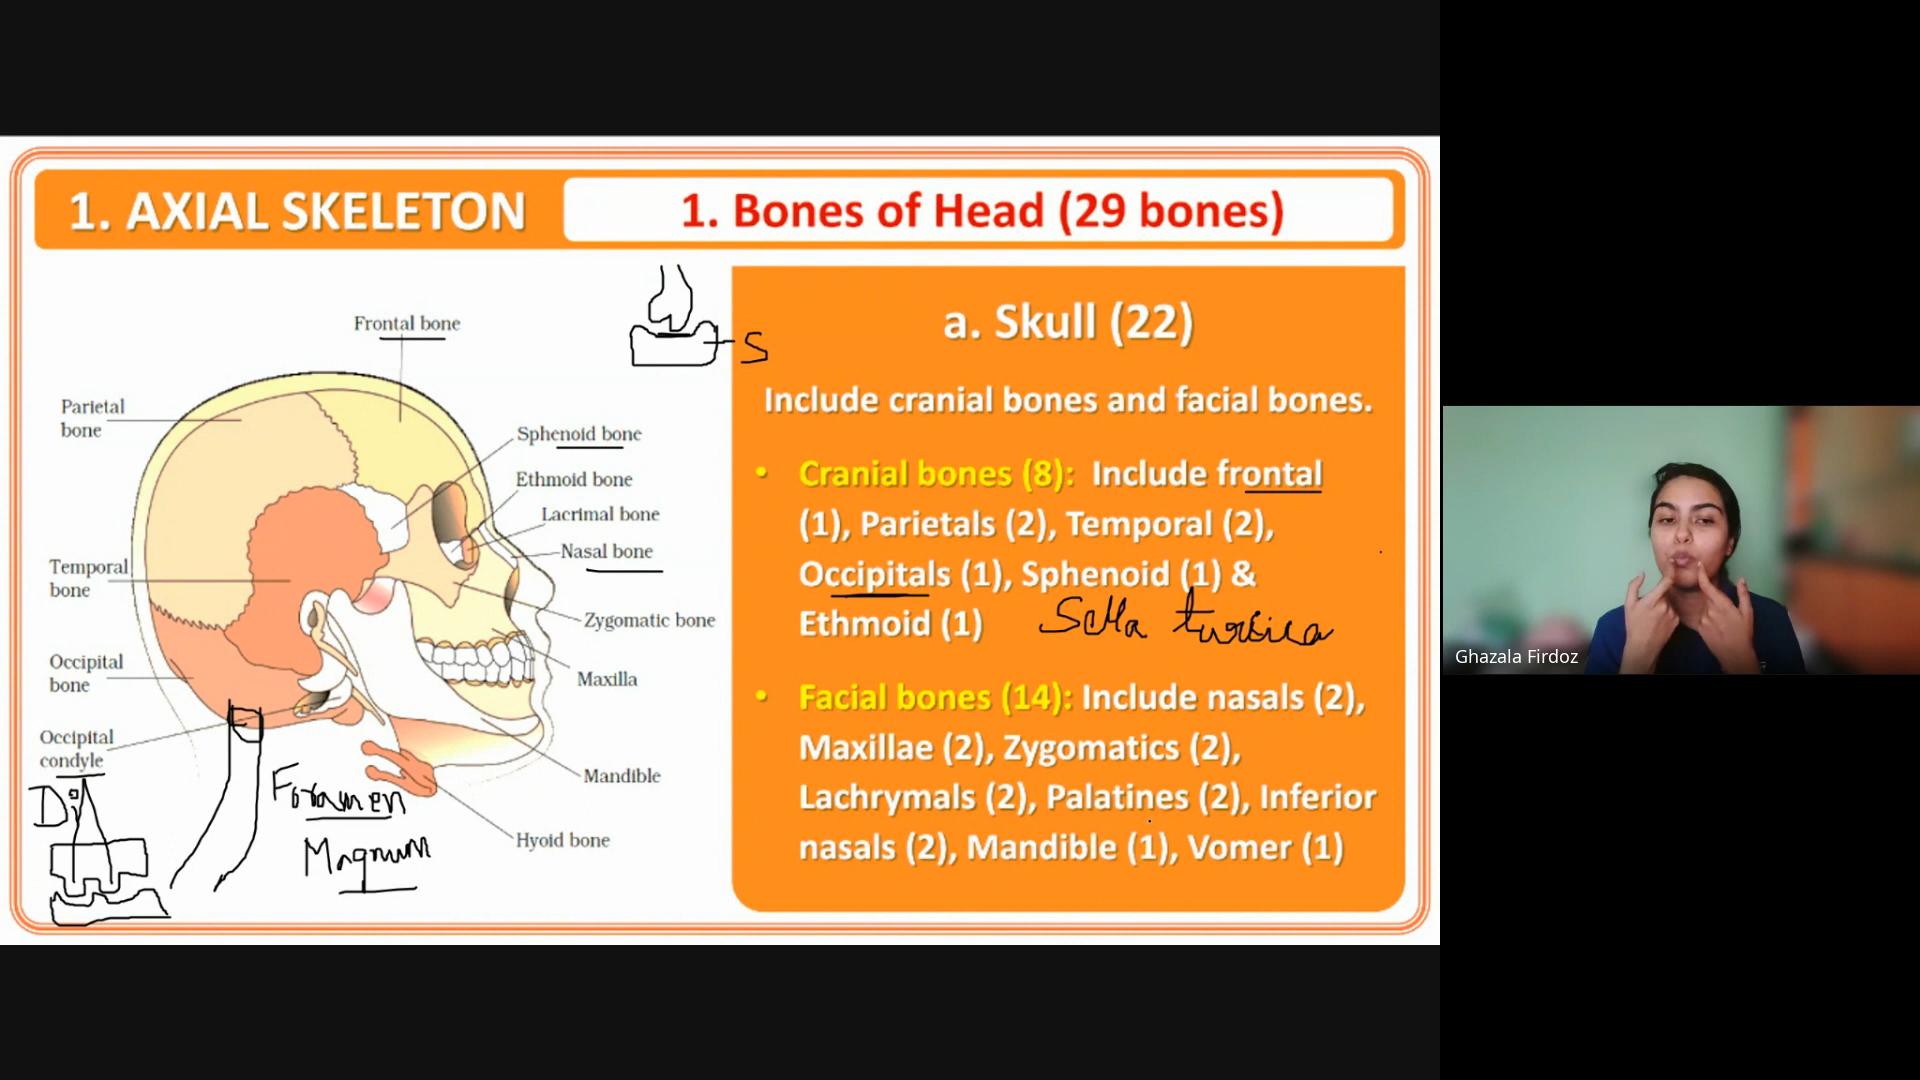 1. AXIAL SKELETON
1. Bones of Head (29 bones)
Frontal bone
Parietal
bone
Sphenoid bone
Ethmoid bone
Lacrimal bone
Nasal bone
Temporal
bone
Zygomatic bone
Occipital
bone
Maxilla
Occipital
condyle
Mandible
Hyoid bone
Di
Foramen
Magnum
S
a. Skull (22)
Include cranial bones and facial bones.
• Cranial bones (8): Include frontal
(1), Parietals (2), Temporal (2),
Occipitals (1), Sphenoid (1) &
Ethmoid (1)
Sella turcica
• Facial bones (14): Include nasals (2),
Maxillae (2), Zygomatics (2),
Lachrymals (2), Palatines (2), Inferior
nasals (2), Mandible (1), Vomer (1)
Ghazala Firdoz